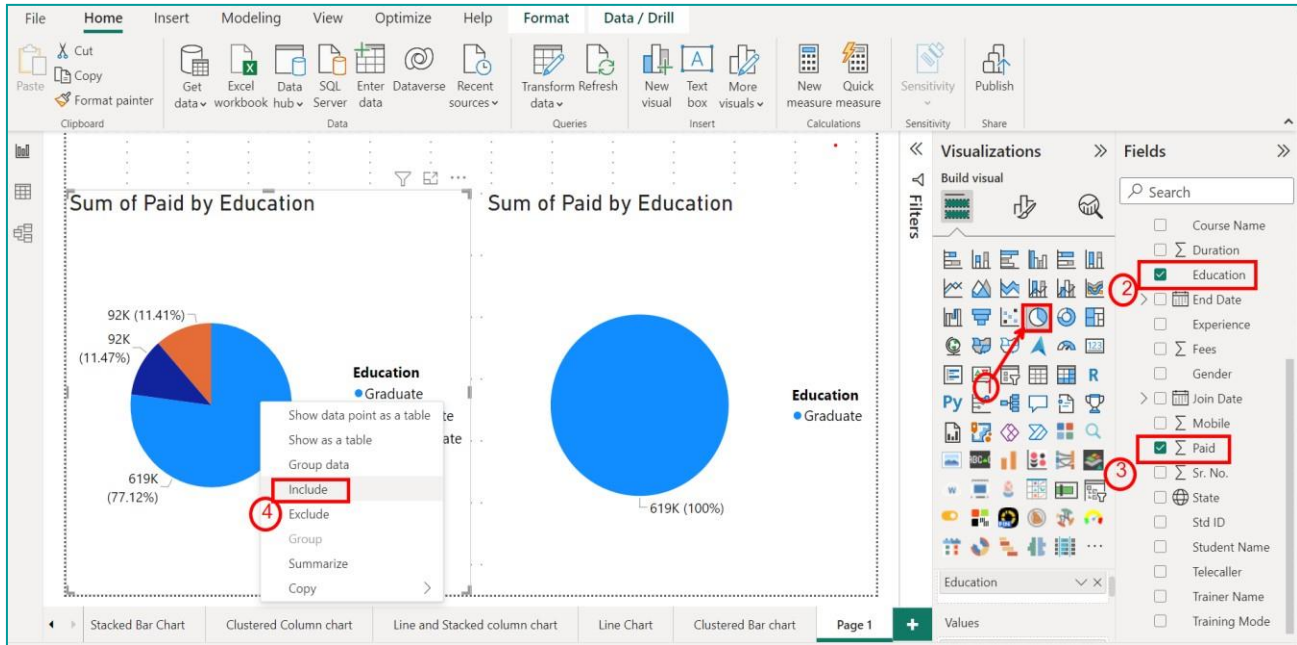 File Home Insert Modeling View Optimize Help Format Data / Drill
Paste
Cut
Copy
Format painter
Clipboard
Get data
Excel workbook
Data hub
SQL Server
Enter data
Dataverse
Recent sources
Data
Transform data
Refresh
Queries
New visual
Text box
More visuals
Insert
New measure
Quick measure
Calculations
Sensitivity
Sensitivity
Publish
Share
Sum of Paid by Education
92K (11.41%)
92K
(11.47%)
619K
(77.12%)
Education
Graduate
te
ate
Show data point as a table
Show as a table
Group data
Include
4
Exclude
Group
Summarize
Copy
Sum of Paid by Education
Education
Graduate
619K (100%)
Filters
Visualizations
Build visual
1
123
R
Py
Education
Values
Fields
Search
Course Name
Duration
2
Education
End Date
Experience
Fees
Gender
Join Date
Mobile
3
Paid
Sr. No.
State
Std ID
Student Name
Telecaller
Trainer Name
Training Mode
Stacked Bar Chart Clustered Column chart Line and Stacked column chart Line Chart Clustered Bar chart Page 1